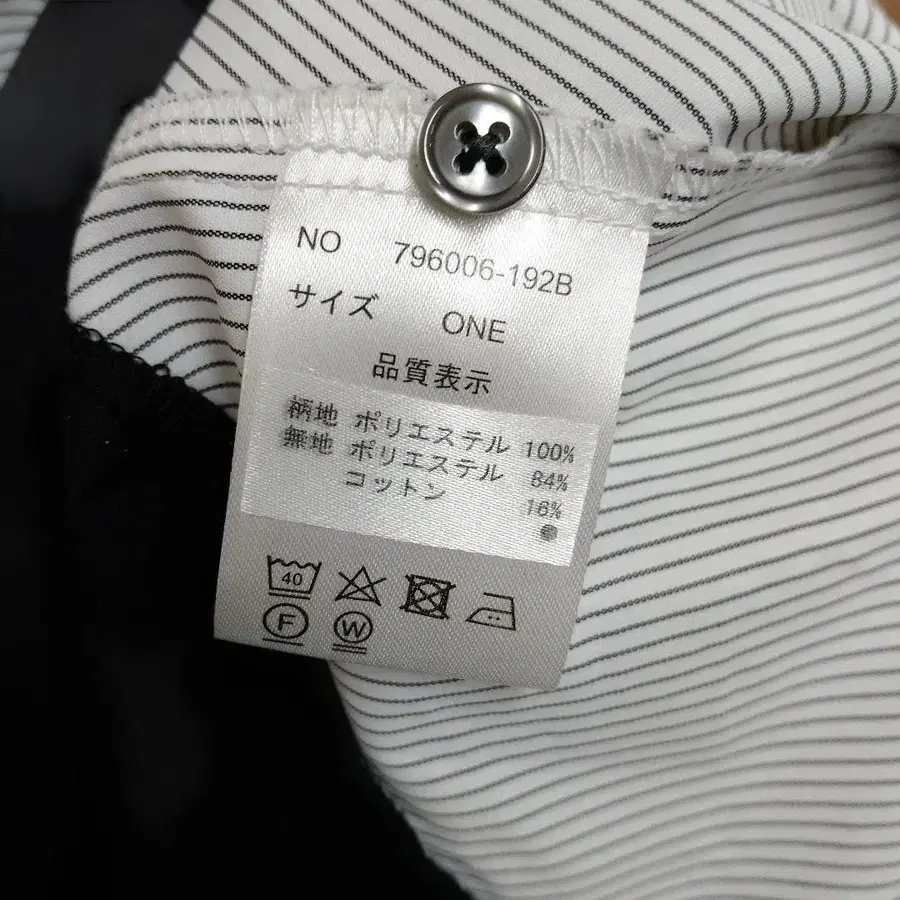 NO 796006-192B
サイズ ONE
品質表示
柄地 ポリエステル 100%
無地 ポリエステル 84%
コットン 16%
40
F W